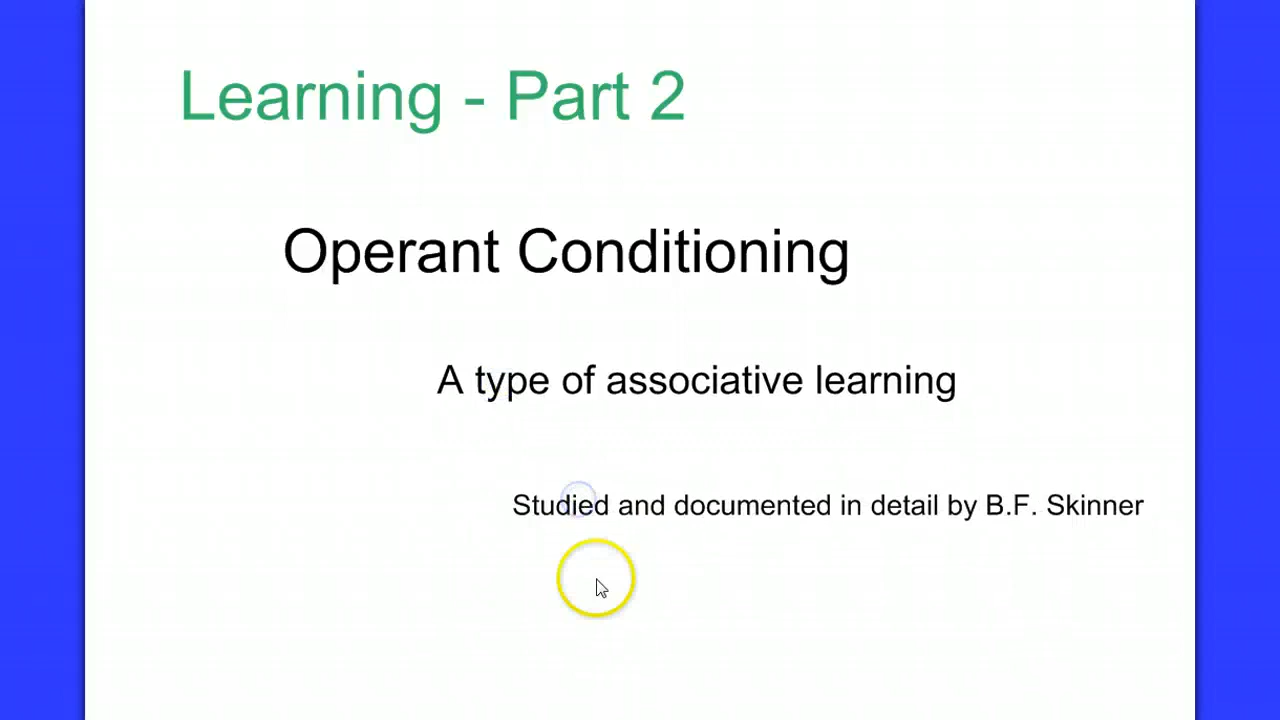 Learning - Part 2
Operant Conditioning
A type of associative learning
Studied and documented in detail by B.F. Skinner